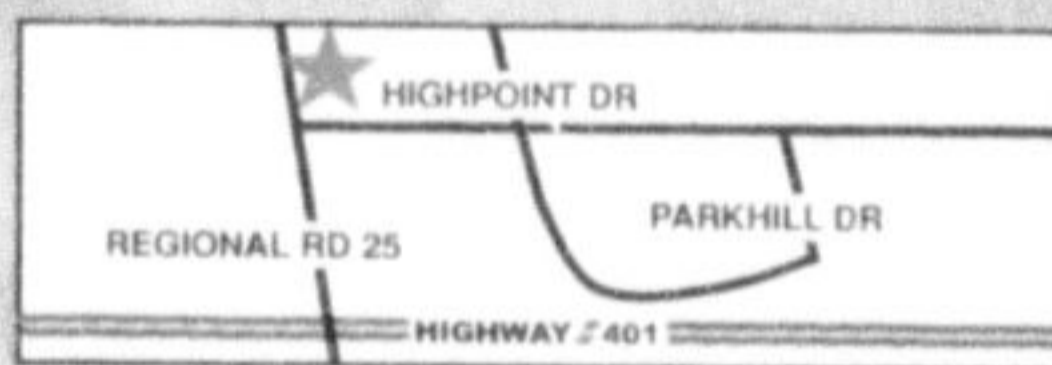 HIGHPOINT DR
PARKHILL DR
REGIONAL RD 25
HIGHWAY # 401